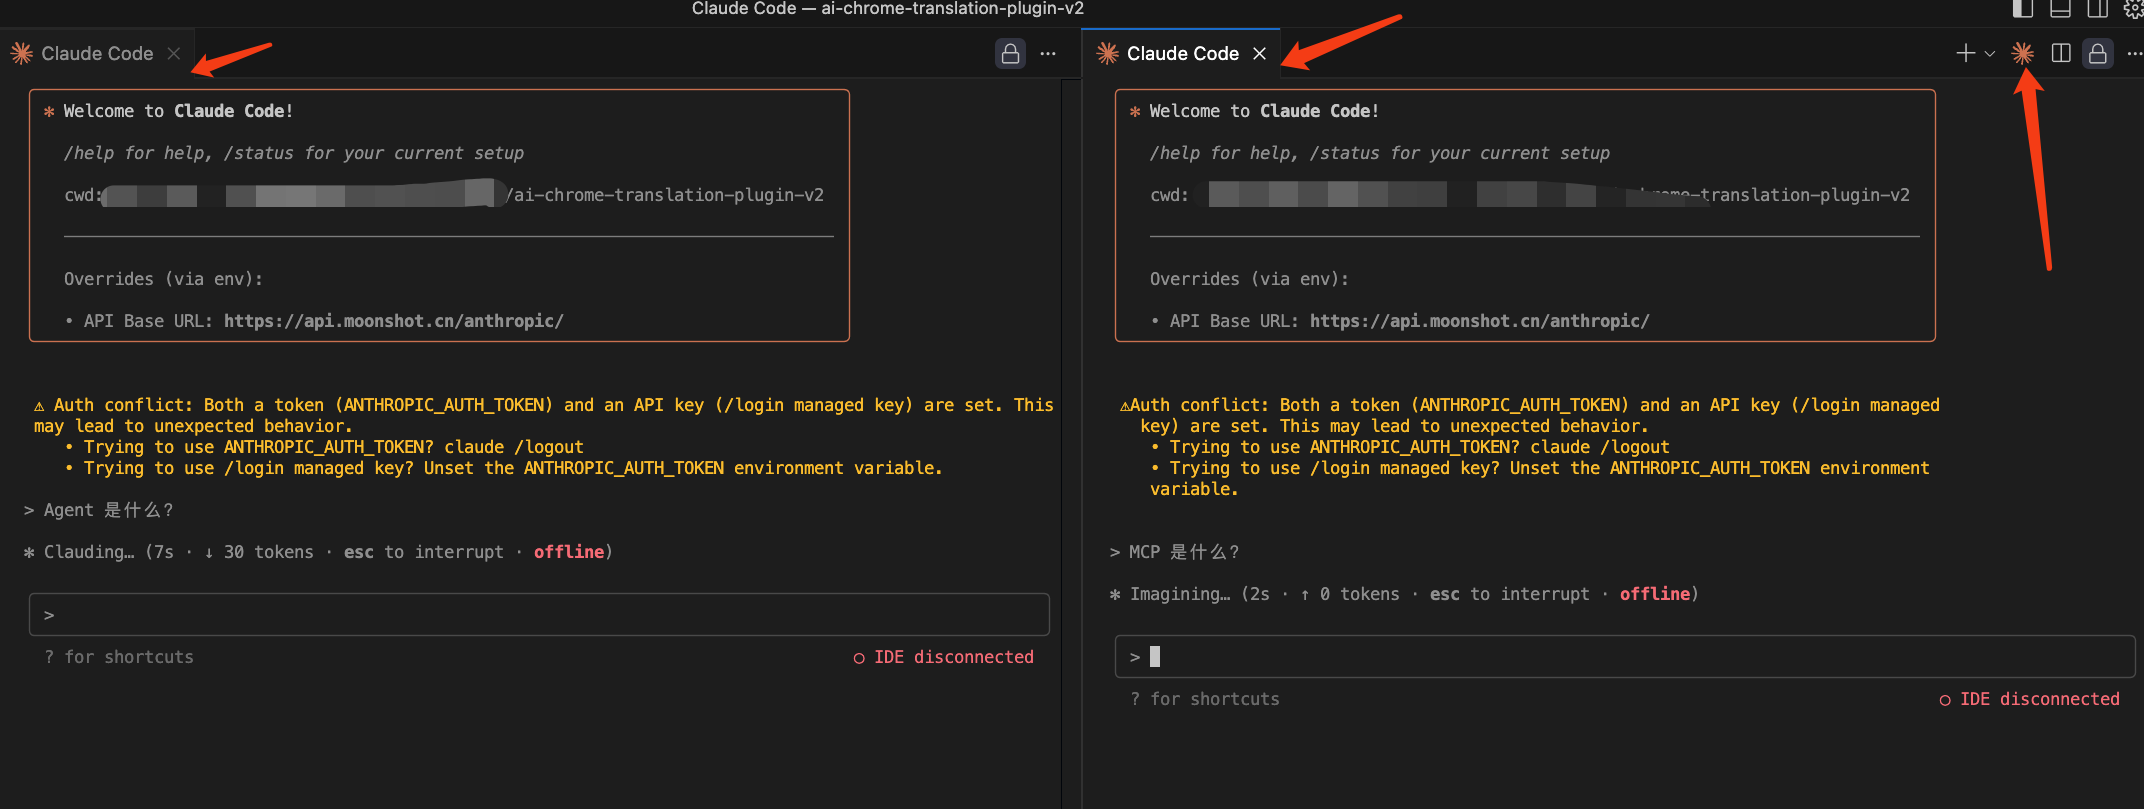 Claude Code — ai-chrome-translation-plugin-v2
Claude Code
Welcome to Claude Code!
/help for help, /status for your current setup
cwd: /ai-chrome-translation-plugin-v2
Overrides (via env):
• API Base URL: https://api.moonshot.cn/anthropic/
⚠ Auth conflict: Both a token (ANTHROPIC_AUTH_TOKEN) and an API key (/login managed key) are set. This
may lead to unexpected behavior.
• Trying to use ANTHROPIC_AUTH_TOKEN? claude /logout
• Trying to use /login managed key? Unset the ANTHROPIC_AUTH_TOKEN environment variable.
> Agent 是什么?
* Clauding… (7s · ↓ 30 tokens · esc to interrupt · offline)
>
? for shortcuts
○ IDE disconnected
Claude Code
Welcome to Claude Code!
/help for help, /status for your current setup
cwd: translation-plugin-v2
Overrides (via env):
• API Base URL: https://api.moonshot.cn/anthropic/
⚠Auth conflict: Both a token (ANTHROPIC_AUTH_TOKEN) and an API key (/login managed
key) are set. This may lead to unexpected behavior.
• Trying to use ANTHROPIC_AUTH_TOKEN? claude /logout
• Trying to use /login managed key? Unset the ANTHROPIC_AUTH_TOKEN environment
variable.
> MCP 是什么?
* Imagining… (2s · ↑ 0 tokens · esc to interrupt · offline)
>
? for shortcuts
○ IDE disconnected